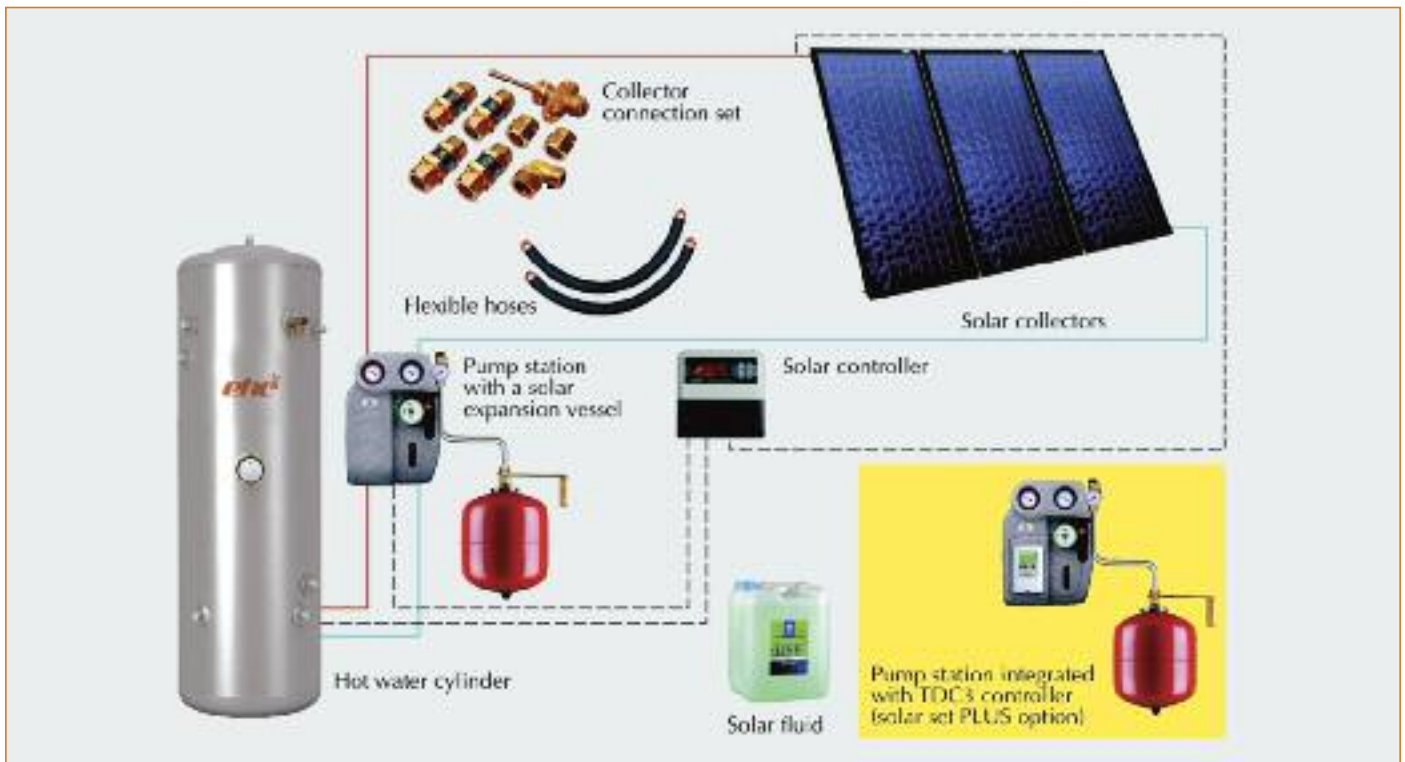 Collector
connection set
Flexible hoses
Solar collectors
Pump station
with a solar
expansion vessel
Solar controller
ehc
Hot water cylinder
Solar fluid
Pump station integrated
with TDC3 controller
(solar set PLUS option)